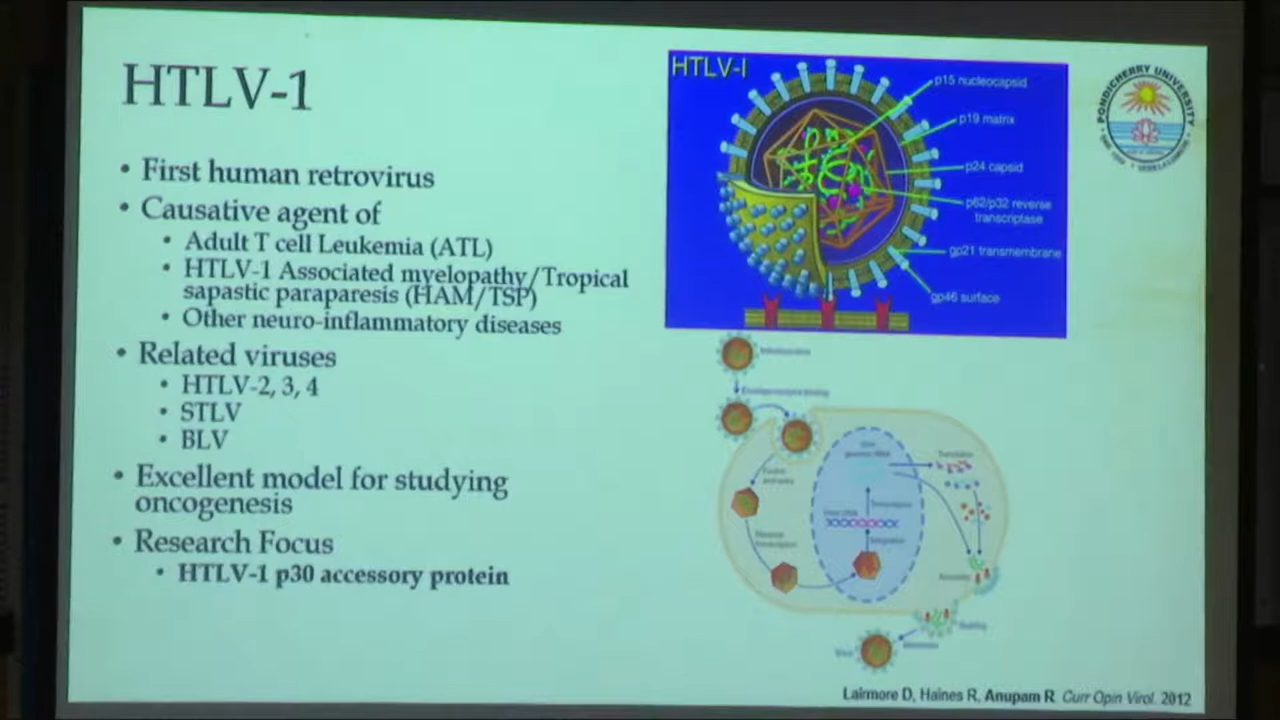 HTLV-1
• First human retrovirus
• Causative agent of
• Adult T cell Leukemia (ATL)
• HTLV-1 Associated myelopathy/Tropical
sapastic paraparesis (HAM/TSP)
• Other neuro-inflammatory diseases
• Related viruses
• HTLV-2, 3, 4
• STLV
• BLV
• Excellent model for studying
oncogenesis
• Research Focus
• HTLV-1 p30 accessory protein
HTLV-I
p15 nucleocapsid
p19 matrix
p24 capsid
p62/p32 reverse
transcriptase
gp21 transmembrane
gp46 surface
PONDICHERRY UNIVERSITY
Translation
Assembly
Budding
Lairmore D, Haines R, Anupam R. Curr Opin Virol. 2012